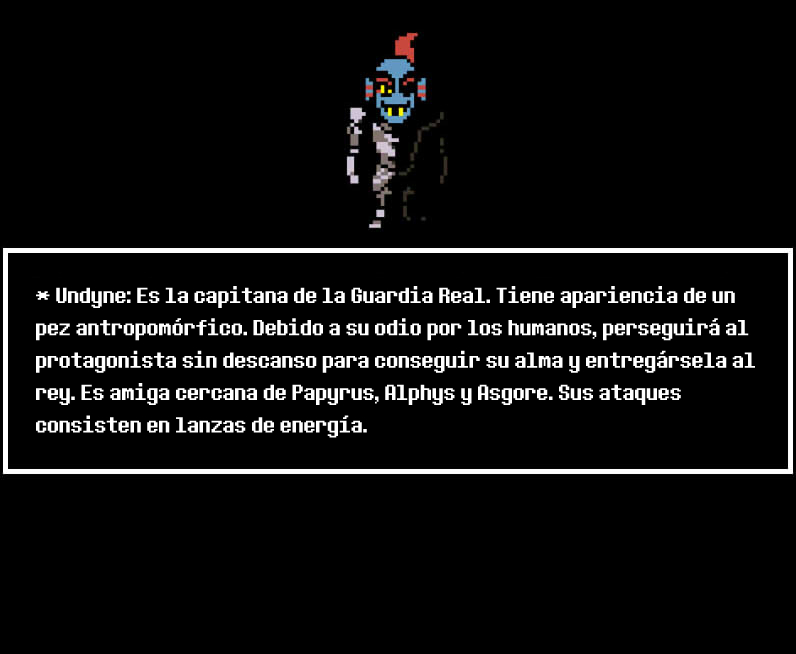 * Undyne: Es la capitana de la Guardia Real. Tiene apariencia de un
pez antropomórfico. Debido a su odio por los humanos, perseguirá al
protagonista sin descanso para conseguir su alma y entregársela al
rey. Es amiga cercana de Papyrus, Alphys y Asgore. Sus ataques
consisten en lanzas de energía.